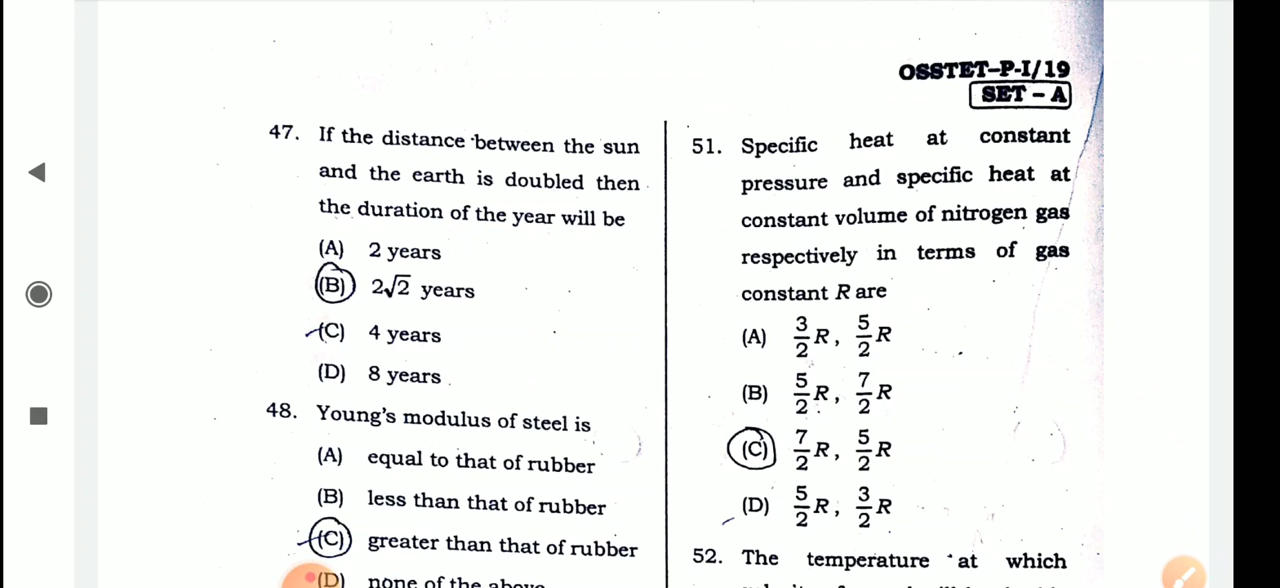 OSSTET–P-I/19
SET – A
47. If the distance between the sun
and the earth is doubled then
the duration of the year will be
(A) 2 years
(B) 2√2 years
(C) 4 years
(D) 8 years
48. Young's modulus of steel is
(A) equal to that of rubber
(B) less than that of rubber
(C) greater than that of rubber
(D) none of the above
51. Specific heat at constant
pressure and specific heat at
constant volume of nitrogen gas
respectively in terms of gas
constant R are
(A) 3/2 R, 5/2 R
(B) 5/2 R, 7/2 R
(C) 7/2 R, 5/2 R
(D) 5/2 R, 3/2 R
52. The temperature at which